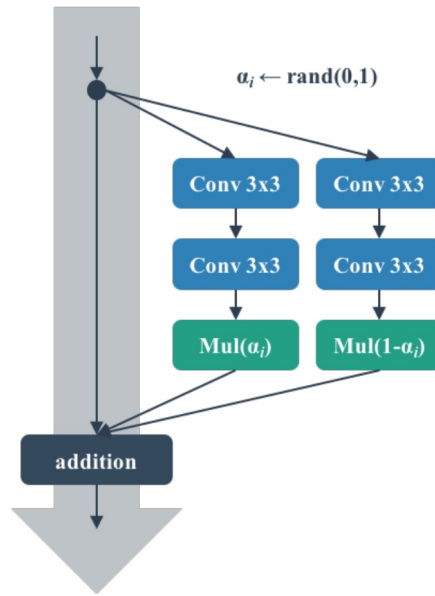 αᵢ ← rand(0,1)
Conv 3x3
Conv 3x3
Conv 3x3
Conv 3x3
Mul(αᵢ)
Mul(1-αᵢ)
addition